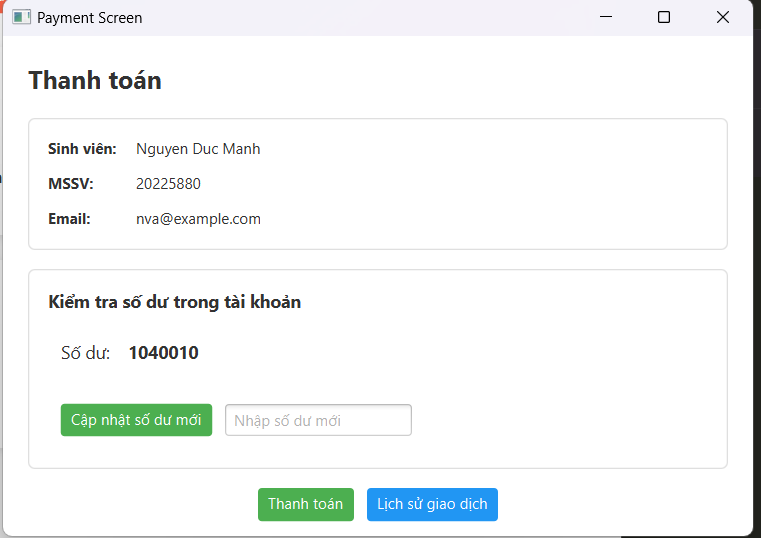 Payment Screen
Thanh toán
Sinh viên: Nguyen Duc Manh
MSSV: 20225880
Email: nva@example.com
Kiểm tra số dư trong tài khoản
Số dư: 1040010
Cập nhật số dư mới Nhập số dư mới
Thanh toán Lịch sử giao dịch